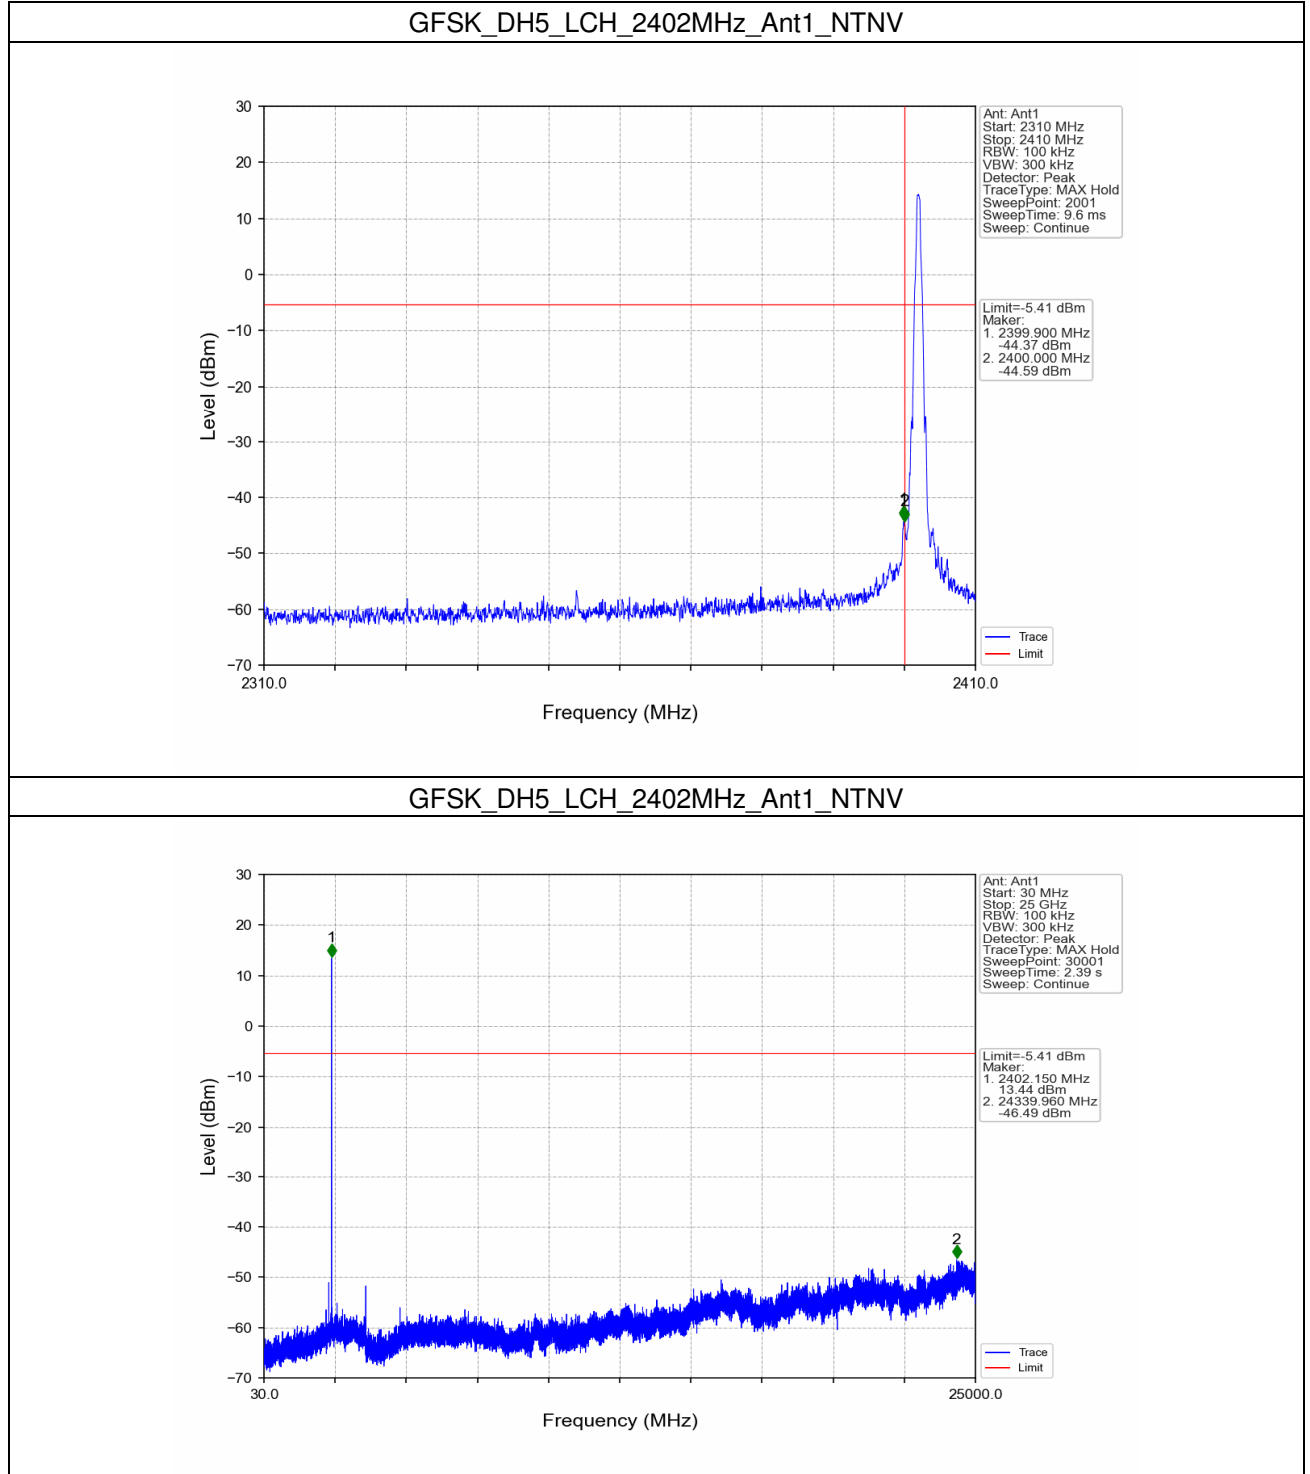 GFSK_DH5_LCH_2402MHz_Ant1_NTNV
30
20
10
0
−10
−20
−30
−40
−50
−60
−70
Level (dBm)
2310.0
2410.0
Frequency (MHz)
2
Ant: Ant1
Start: 2310 MHz
Stop: 2410 MHz
RBW: 100 kHz
VBW: 300 kHz
Detector: Peak
TraceType: MAX Hold
SweepPoint: 2001
SweepTime: 9.6 ms
Sweep: Continue
Limit=-5.41 dBm
Maker:
1. 2399.900 MHz
-44.37 dBm
2. 2400.000 MHz
-44.59 dBm
Trace
Limit
GFSK_DH5_LCH_2402MHz_Ant1_NTNV
30
20
10
0
−10
−20
−30
−40
−50
−60
−70
Level (dBm)
30.0
25000.0
Frequency (MHz)
1
2
Ant: Ant1
Start: 30 MHz
Stop: 25 GHz
RBW: 100 kHz
VBW: 300 kHz
Detector: Peak
TraceType: MAX Hold
SweepPoint: 30001
SweepTime: 2.39 s
Sweep: Continue
Limit=-5.41 dBm
Maker:
1. 2402.150 MHz
13.44 dBm
2. 24339.960 MHz
-46.49 dBm
Trace
Limit